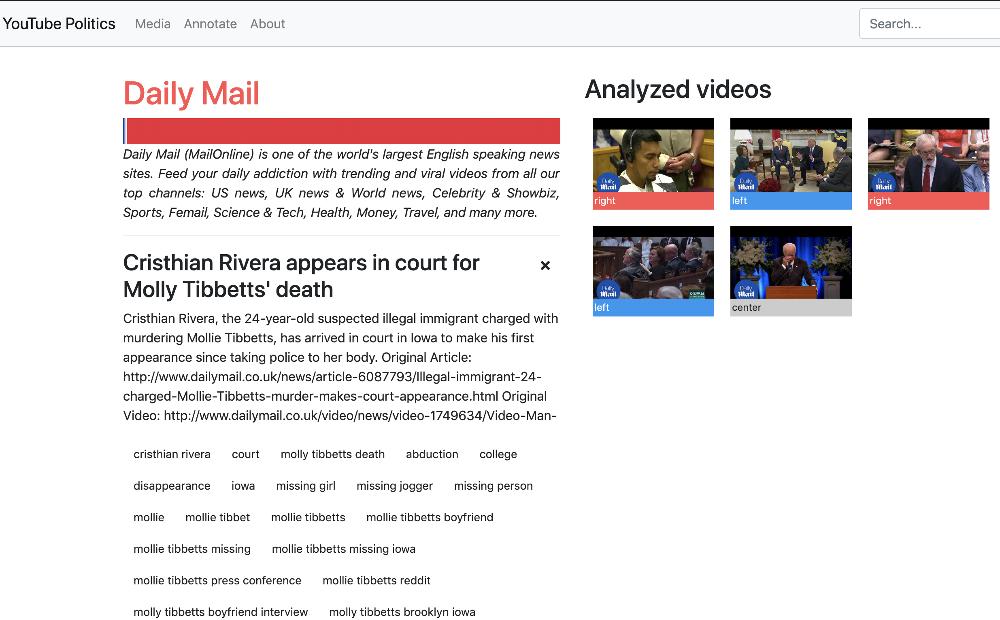 YouTube Politics Media Annotate About Search...
Daily Mail
Daily Mail (MailOnline) is one of the world's largest English speaking news
sites. Feed your daily addiction with trending and viral videos from all our
top channels: US news, UK news & World news, Celebrity & Showbiz,
Sports, Femail, Science & Tech, Health, Money, Travel, and many more.
Cristhian Rivera appears in court for
Molly Tibbetts' death
Cristhian Rivera, the 24-year-old suspected illegal immigrant charged with
murdering Mollie Tibbetts, has arrived in court in Iowa to make his first
appearance since taking police to her body. Original Article:
http://www.dailymail.co.uk/news/article-6087793/Illegal-immigrant-24-
charged-Mollie-Tibbetts-murder-makes-court-appearance.html Original
Video: http://www.dailymail.co.uk/video/news/video-1749634/Video-Man-
cristhian rivera court molly tibbetts death abduction college
disappearance iowa missing girl missing jogger missing person
mollie mollie tibbet mollie tibbetts mollie tibbetts boyfriend
mollie tibbetts missing mollie tibbetts missing iowa
mollie tibbetts press conference mollie tibbetts reddit
molly tibbetts boyfriend interview molly tibbetts brooklyn iowa
Analyzed videos
Daily
Mail
right
Daily
Mail
left
Daily
Mail
right
Daily
Mail
C-SPAN
left
Daily
Mail
center